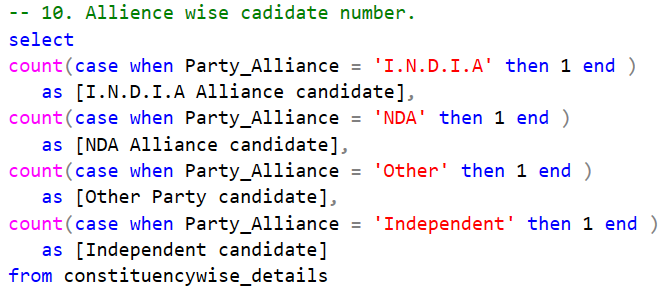 -- 10. Allience wise cadidate number.
select
count(case when Party_Alliance = 'I.N.D.I.A' then 1 end )
as [I.N.D.I.A Alliance candidate],
count(case when Party_Alliance = 'NDA' then 1 end )
as [NDA Alliance candidate],
count(case when Party_Alliance = 'Other' then 1 end )
as [Other Party candidate],
count(case when Party_Alliance = 'Independent' then 1 end )
as [Independent candidate]
from constituencywise_details